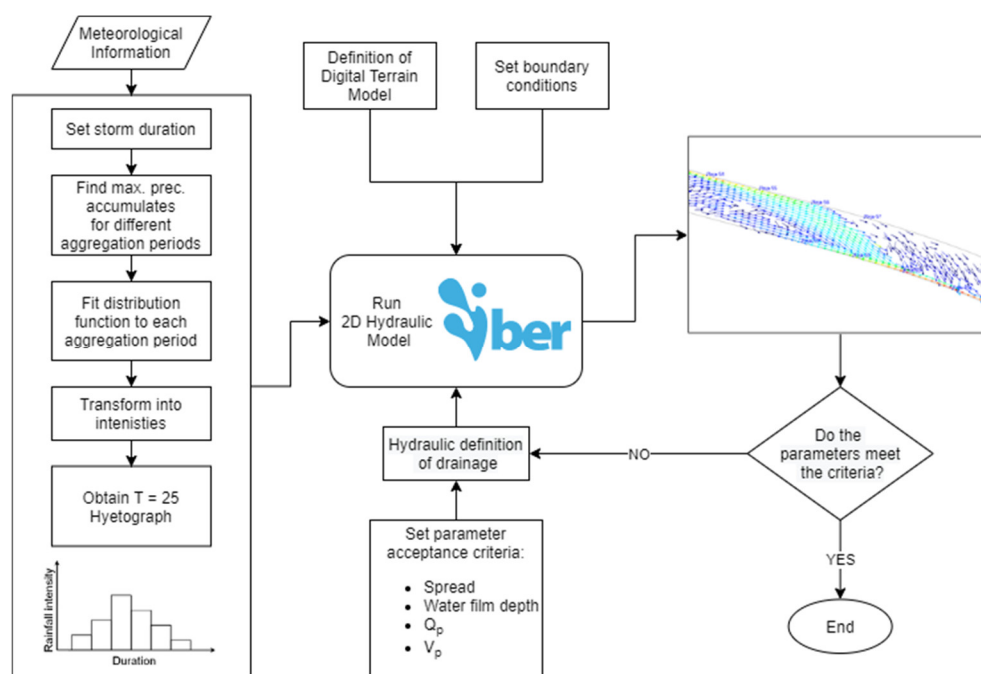 Meteorological
Information
Set storm duration
Find max. prec.
accumulates
for different
aggregation periods
Fit distribution
function to each
aggregation period
Transform into
intenisties
Obtain T = 25
Hyetograph
Rainfall intensity
Duration
Definition of
Digital Terrain
Model
Set boundary
conditions
Run
2D Hydraulic
Model
iber
Hydraulic definition
of drainage
Set parameter
acceptance criteria:
• Spread
• Water film depth
• Qp
• Vp
Do the
parameters meet
the criteria?
NO
YES
End